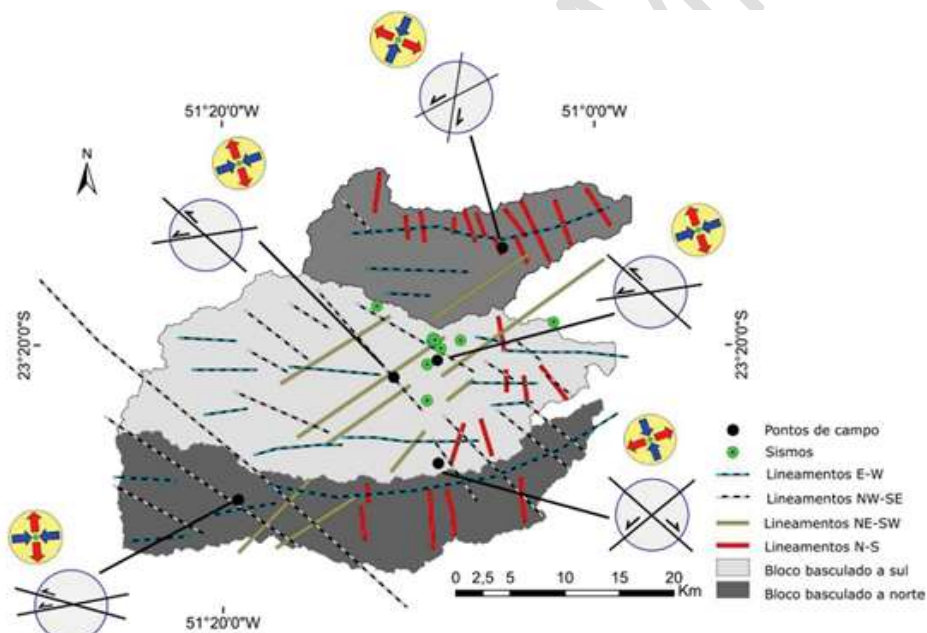 51°20'0"W
51°0'0"W
N
23°20'0"S
23°20'0"S
Pontos de campo
Sismos
Lineamentos E-W
Lineamentos NW-SE
Lineamentos NE-SW
Lineamentos N-S
Bloco basculado a sul
Bloco basculado a norte
0 2,5 5 10 15 20
Km
51°20'0"W